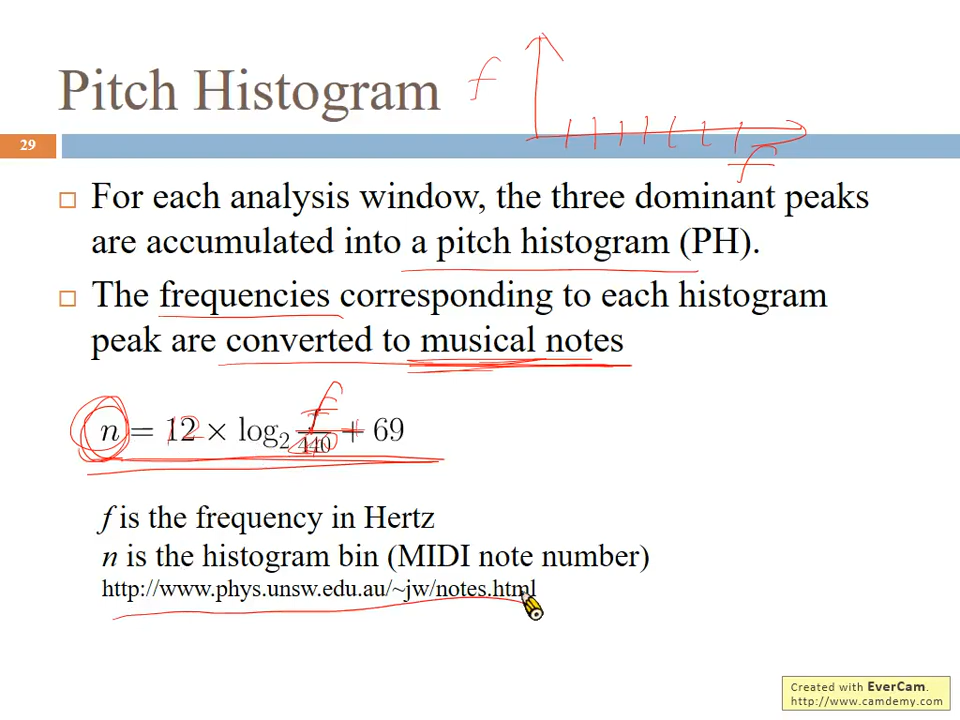 Pitch Histogram
f
f
29
□ For each analysis window, the three dominant peaks
are accumulated into a pitch histogram (PH).
□ The frequencies corresponding to each histogram
peak are converted to musical notes
n = 12 × log₂ f/440 + 69
f is the frequency in Hertz
n is the histogram bin (MIDI note number)
http://www.phys.unsw.edu.au/~jw/notes.html
Created with EverCam.
http://www.camdemy.com